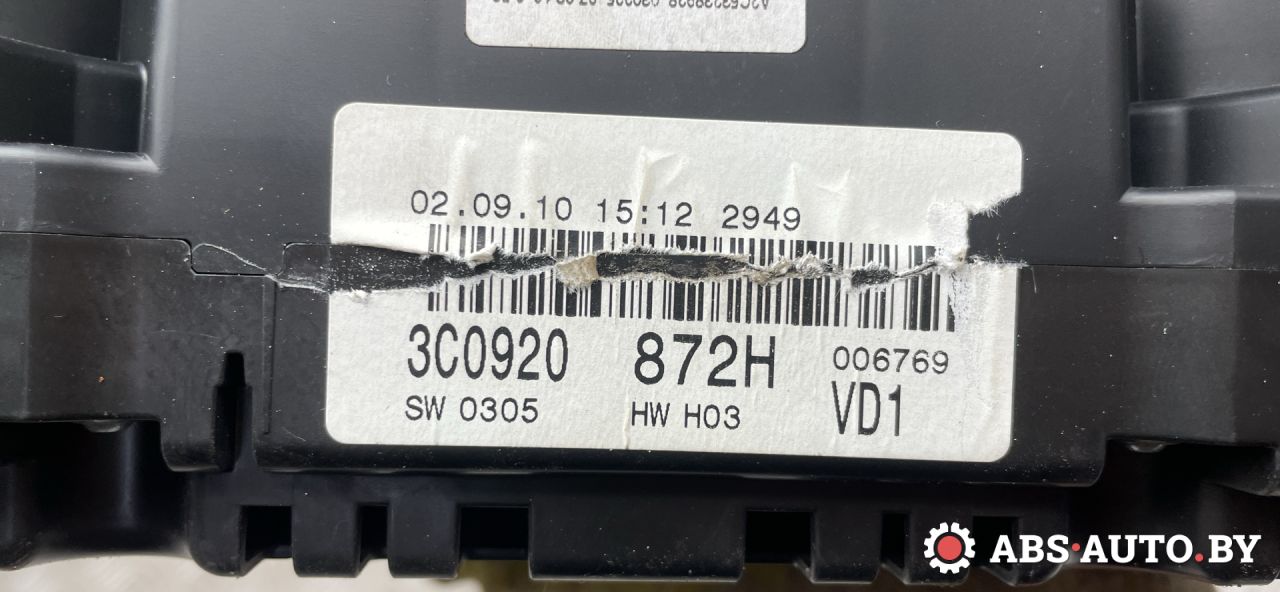 02.09.10 15:12 2949
3C0920 872H 006769
SW 0305 HW H03 VD1
ABS·AUTO.BY